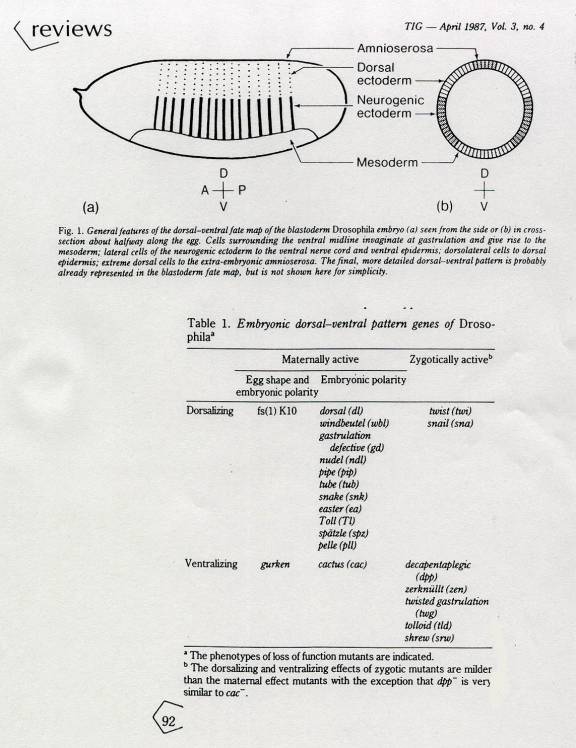 reviews
TIG — April 1987, Vol. 3, no. 4
Amnioserosa
Dorsal
ectoderm
Neurogenic
ectoderm
Mesoderm
D
A P
V
(a)
D
V
(b)
Fig. 1. General features of the dorsal–ventral fate map of the blastoderm Drosophila embryo (a) seen from the side or (b) in cross-
section about halfway along the egg. Cells surrounding the ventral midline invaginate at gastrulation and give rise to the
mesoderm; lateral cells of the neurogenic ectoderm to the ventral nerve cord and ventral epidermis; dorsolateral cells to dorsal
epidermis; extreme dorsal cells to the extra-embryonic amnioserosa. The final, more detailed dorsal–ventral pattern is probably
already represented in the blastoderm fate map, but is not shown here for simplicity.
Table 1. Embryonic dorsal–ventral pattern genes of Droso-
philaª
Maternally active Zygotically activeᵇ
Egg shape and Embryonic polarity
embryonic polarity
Dorsalizing fs(1) K10 dorsal (dl) twist (twi)
windbeutel (wbl) snail (sna)
gastrulation
defective (gd)
nudel (ndl)
pipe (pip)
tube (tub)
snake (snk)
easter (ea)
Toll (Tl)
spätzle (spz)
pelle (pll)
Ventralizing gurken cactus (cac) decapentaplegic
(dpp)
zerknüllt (zen)
twisted gastrulation
(twg)
tolloid (tld)
shrew (srw)
ª The phenotypes of loss of function mutants are indicated.
ᵇ The dorsalizing and ventralizing effects of zygotic mutants are milder
than the maternal effect mutants with the exception that dpp⁻ is very
similar to cac⁻.
92